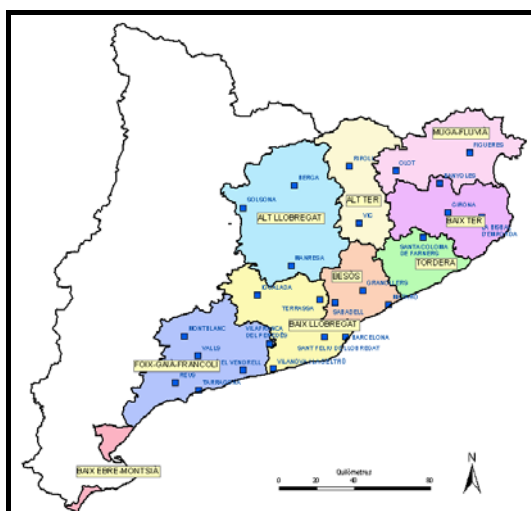 MUGA-FLUVIÀ
FIGUERES
RIPOLL
OLOT
BANYOLES
BERGA
ALT TER
GIRONA
SOLSONA
BAIX TER
LA BISBAL
D'EMPORDÀ
ALT LLOBREGAT
VIC
SANTA COLOMA
DE FARNERS
TORDERA
MANRESA
BESÒS
IGUALADA
GRANOLLERS
TERRASSA
SABADELL
MATARÓ
BAIX LLOBREGAT
MONTBLANC
VILAFRANCA
DEL PENEDÈS
BARCELONA
SANT FELIU DE LLOBREGAT
VALLS
FOIX-GAIÀ-FRANCOLÍ
EL VENDRELL
VILANOVA I LA GELTRÚ
REUS
TARRAGONA
BAIX EBRE-MONTSIÀ
N
Quilòmetres
0 20 40 80